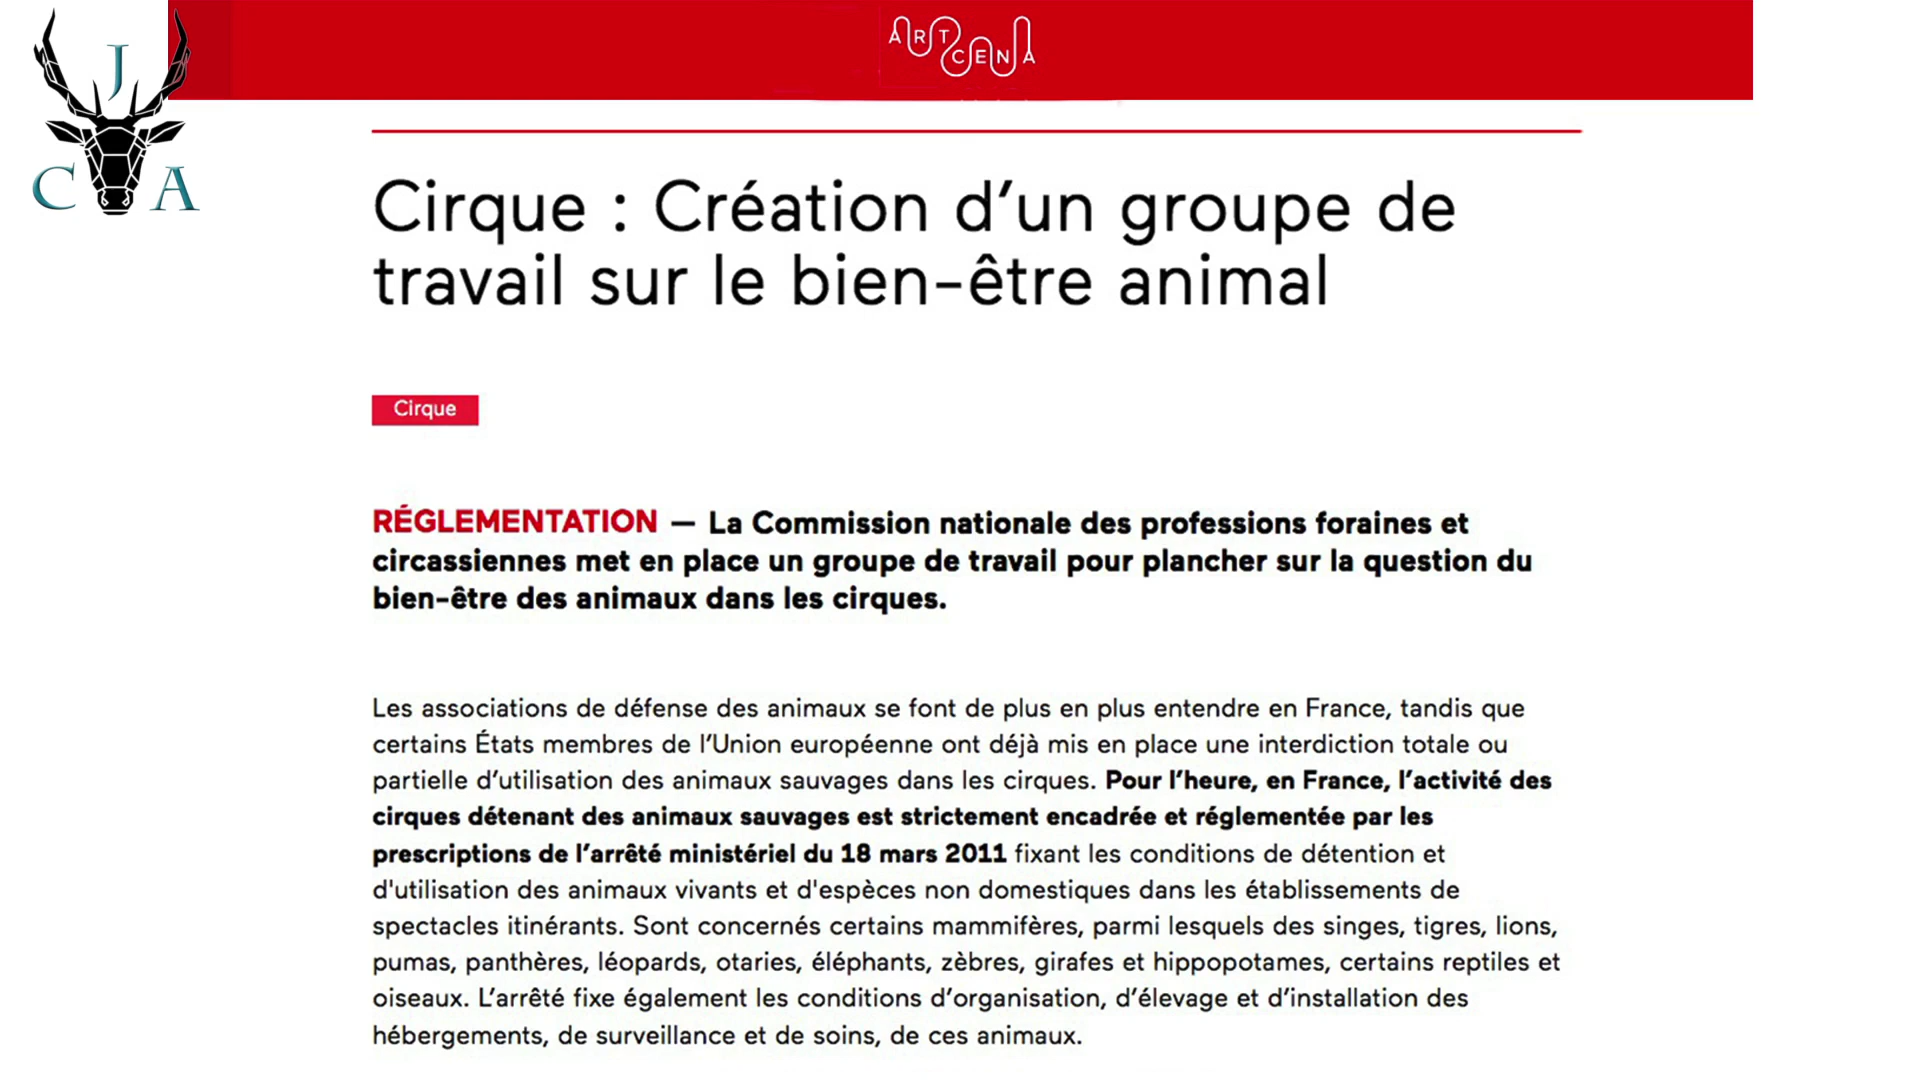 J
C A
ARTCENA
Cirque : Création d’un groupe de
travail sur le bien-être animal
Cirque
RÉGLEMENTATION — La Commission nationale des professions foraines et
circassiennes met en place un groupe de travail pour plancher sur la question du
bien-être des animaux dans les cirques.
Les associations de défense des animaux se font de plus en plus entendre en France, tandis que
certains États membres de l’Union européenne ont déjà mis en place une interdiction totale ou
partielle d’utilisation des animaux sauvages dans les cirques. Pour l’heure, en France, l’activité des
cirques détenant des animaux sauvages est strictement encadrée et réglementée par les
prescriptions de l’arrêté ministériel du 18 mars 2011 fixant les conditions de détention et
d'utilisation des animaux vivants et d'espèces non domestiques dans les établissements de
spectacles itinérants. Sont concernés certains mammifères, parmi lesquels des singes, tigres, lions,
pumas, panthères, léopards, otaries, éléphants, zèbres, girafes et hippopotames, certains reptiles et
oiseaux. L’arrêté fixe également les conditions d’organisation, d’élevage et d’installation des
hébergements, de surveillance et de soins, de ces animaux.